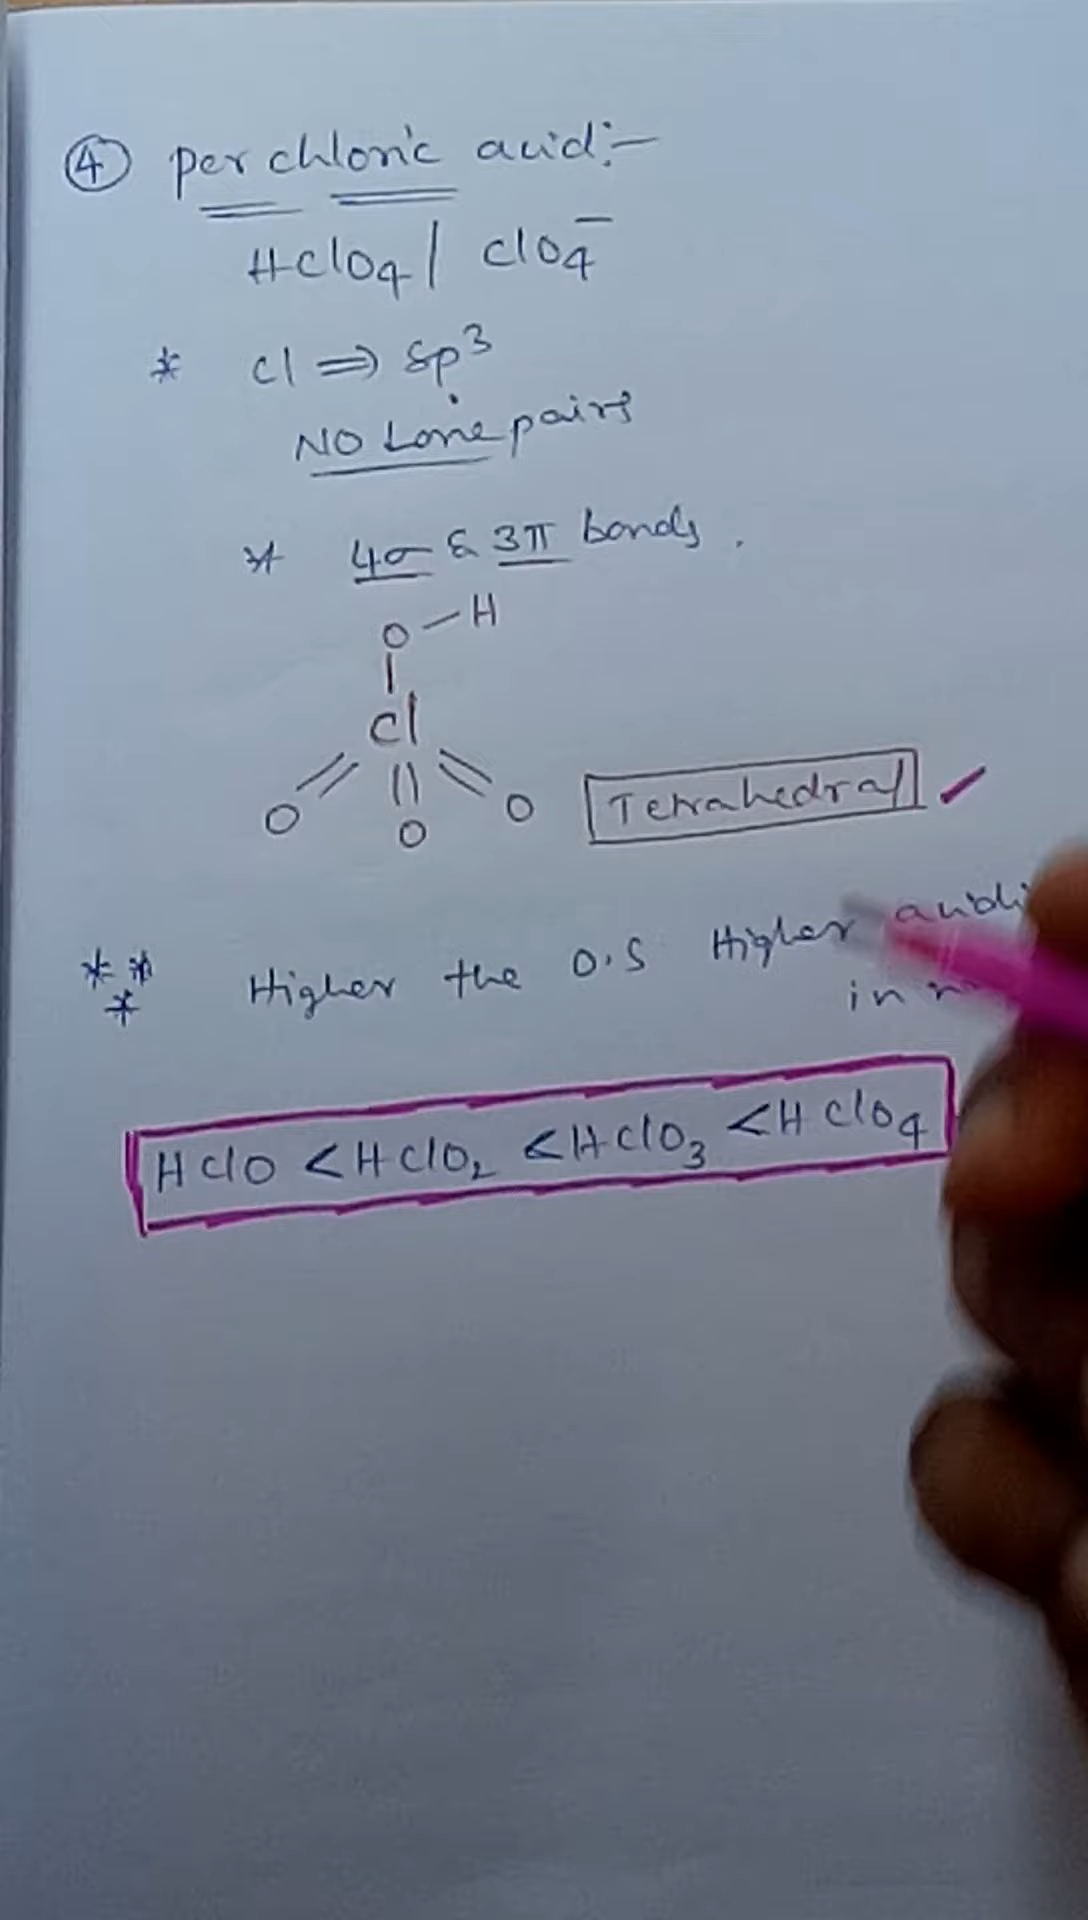 ④ per chloric acid:-
HClO₄ / ClO₄⁻
* Cl ⇒ sp³
NO Lone pairs
* 4σ & 3π bonds.
O — H
Cl
O O O
Tetrahedral
*** Higher the O.S Higher
in
HClO < HClO₂ < HClO₃ < HClO₄